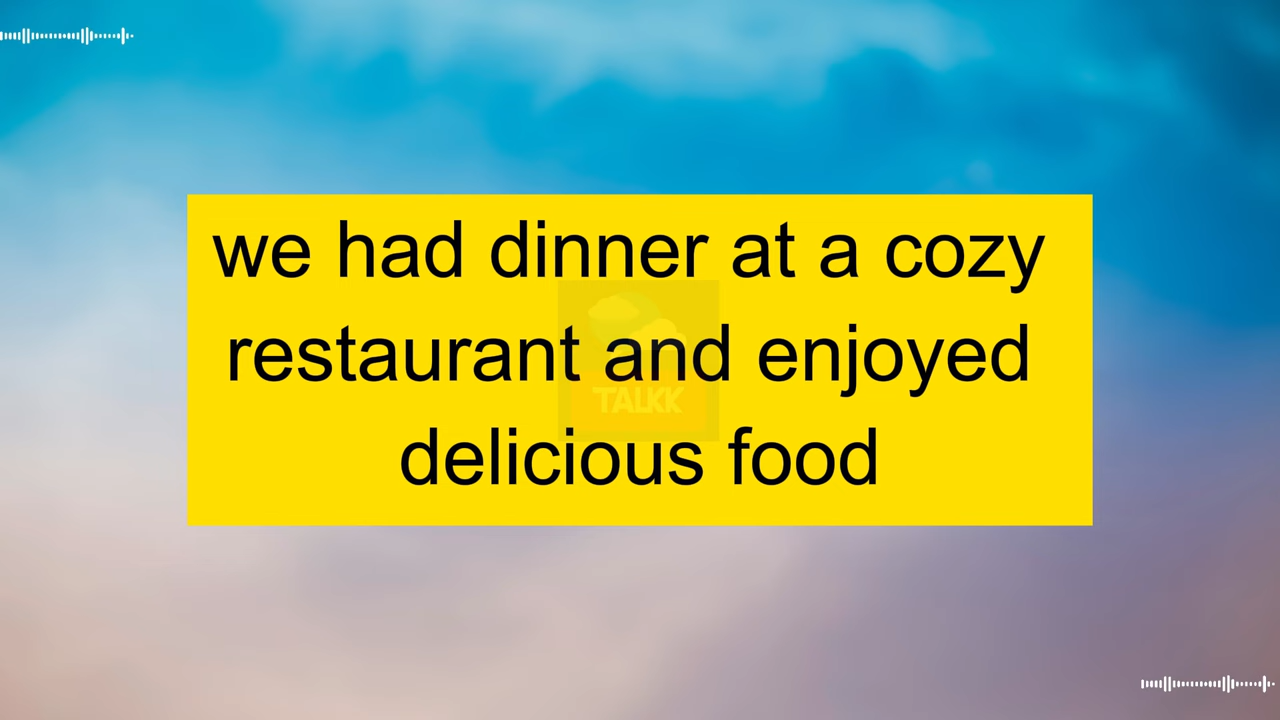 we had dinner at a cozy
restaurant and enjoyed
TALKK
delicious food